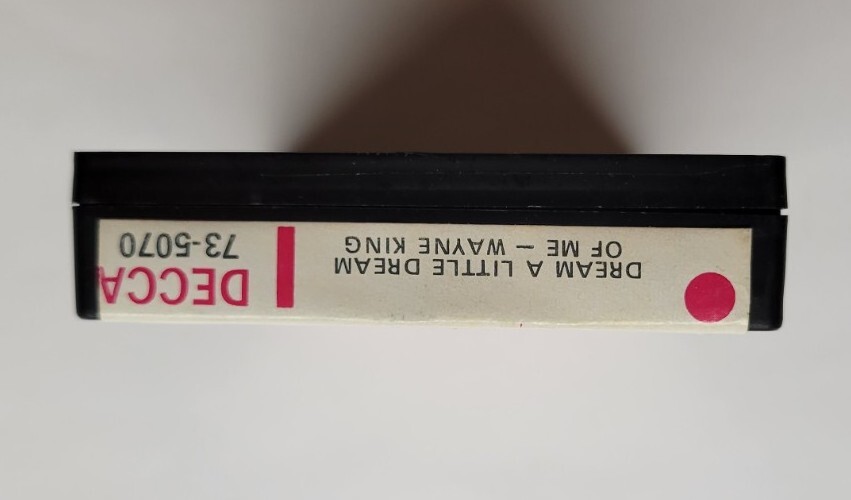 DREAM A LITTLE DREAM
OF ME – WAYNE KING
DECCA
73-5070